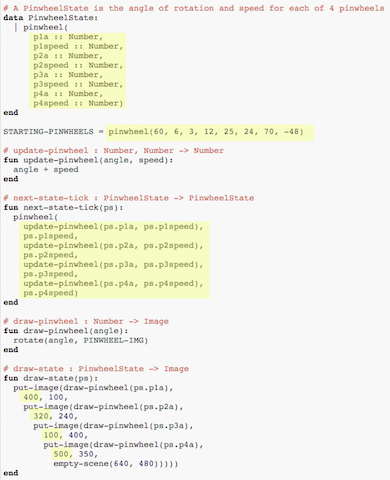 # A PinwheelState is the angle of rotation and speed for each of 4 pinwheels
data PinwheelState:
  | pinwheel(
      p1a :: Number,
      p1speed :: Number,
      p2a :: Number,
      p2speed :: Number,
      p3a :: Number,
      p3speed :: Number,
      p4a :: Number,
      p4speed :: Number)
end
STARTING-PINWHEELS = pinwheel(60, 6, 3, 12, 25, 24, 70, -48)
# update-pinwheel : Number, Number -> Number
fun update-pinwheel(angle, speed):
  angle + speed
end
# next-state-tick : PinwheelState -> PinwheelState
fun next-state-tick(ps):
  pinwheel(
    update-pinwheel(ps.p1a, ps.p1speed),
    ps.p1speed,
    update-pinwheel(ps.p2a, ps.p2speed),
    ps.p2speed,
    update-pinwheel(ps.p3a, ps.p3speed),
    ps.p3speed,
    update-pinwheel(ps.p4a, ps.p4speed),
    ps.p4speed)
end
# draw-pinwheel : Number -> Image
fun draw-pinwheel(angle):
  rotate(angle, PINWHEEL-IMG)
end
# draw-state : PinwheelState -> Image
fun draw-state(ps):
  put-image(draw-pinwheel(ps.p1a),
    400, 100,
    put-image(draw-pinwheel(ps.p2a),
      320, 240,
      put-image(draw-pinwheel(ps.p3a),
        100, 400,
        put-image(draw-pinwheel(ps.p4a),
          500, 350,
          empty-scene(640, 480)))))
end